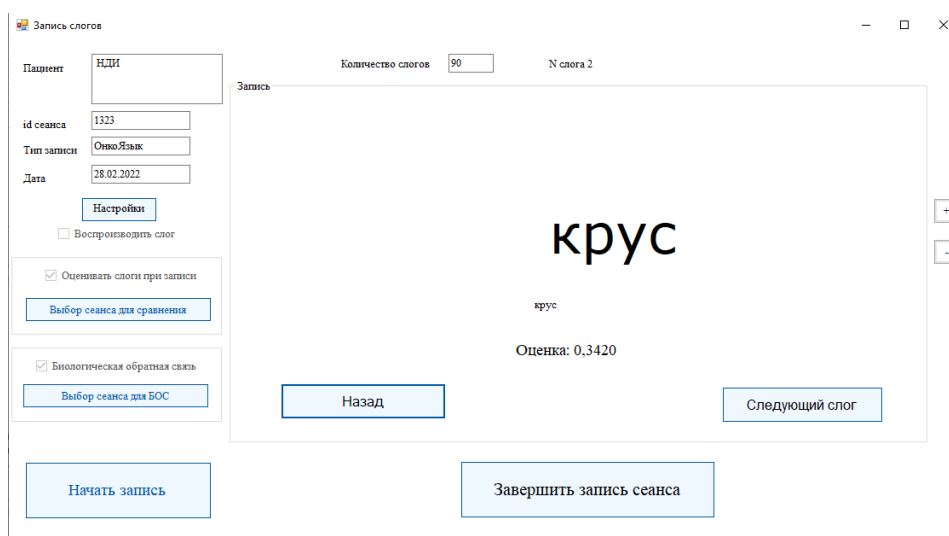 Запись слогов
Пациент НДИ
Количество слогов 90 N слога 2
Запись
id сеанса 1323
Тип записи ОнкоЯзык
Дата 28.02.2022
Настройки
Воспроизводить слог
+
крус
-
Оценивать слоги при записи
Выбор сеанса для сравнения
крус
Оценка: 0,3420
Биологическая обратная связь
Выбор сеанса для БОС
Назад
Следующий слог
Начать запись
Завершить запись сеанса